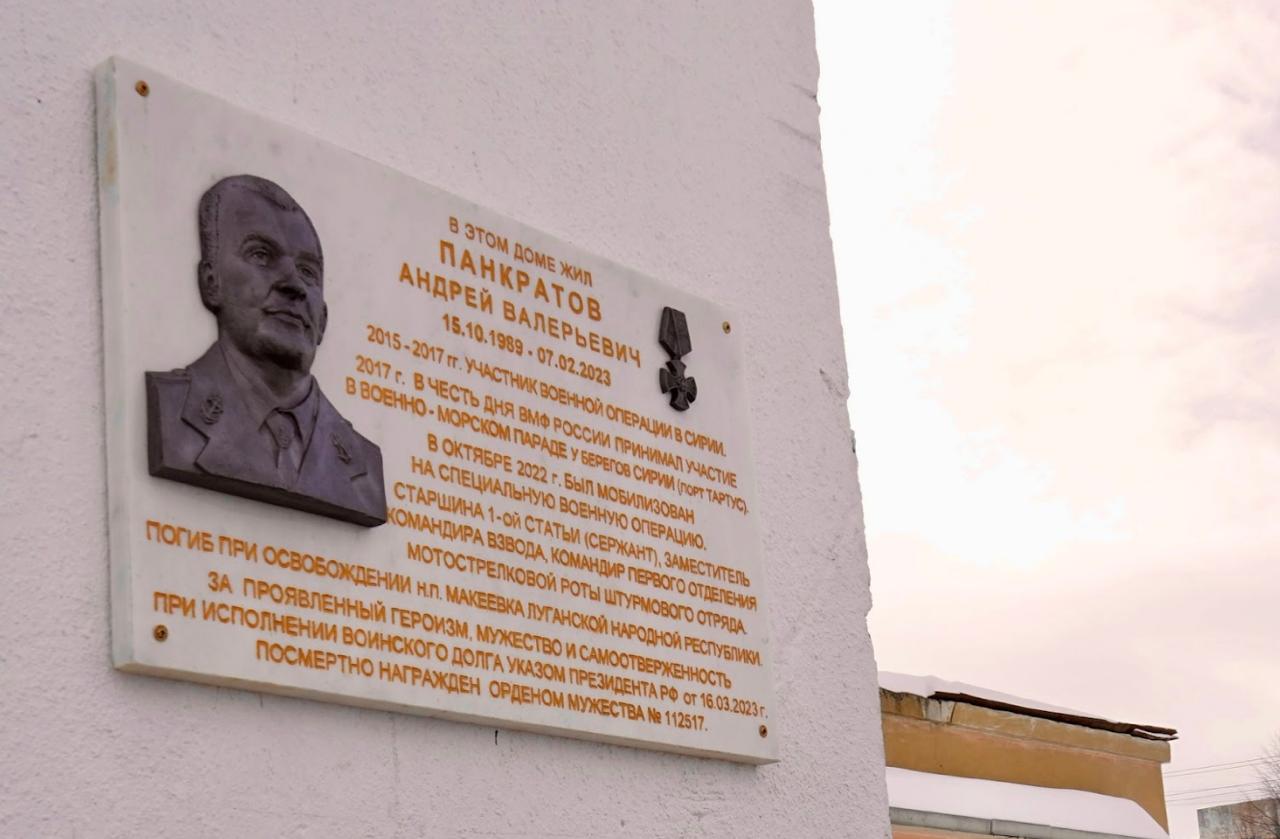 В ЭТОМ ДОМЕ ЖИЛ
ПАНКРАТОВ
АНДРЕЙ ВАЛЕРЬЕВИЧ
15.10.1989 - 07.02.2023
2015 - 2017 гг. УЧАСТНИК ВОЕННОЙ ОПЕРАЦИИ В СИРИИ.
2017 г. В ЧЕСТЬ ДНЯ ВМФ РОССИИ ПРИНИМАЛ УЧАСТИЕ
В ВОЕННО - МОРСКОМ ПАРАДЕ У БЕРЕГОВ СИРИИ (ПОРТ ТАРТУС).
В ОКТЯБРЕ 2022 г. БЫЛ МОБИЛИЗОВАН
НА СПЕЦИАЛЬНУЮ ВОЕННУЮ ОПЕРАЦИЮ.
СТАРШИНА 1-ОЙ СТАТЬИ (СЕРЖАНТ), ЗАМЕСТИТЕЛЬ
КОМАНДИРА ВЗВОДА, КОМАНДИР ПЕРВОГО ОТДЕЛЕНИЯ
МОТОСТРЕЛКОВОЙ РОТЫ ШТУРМОВОГО ОТРЯДА.
ПОГИБ ПРИ ОСВОБОЖДЕНИИ Н.П. МАКЕЕВКА ЛУГАНСКОЙ НАРОДНОЙ РЕСПУБЛИКИ.
ЗА ПРОЯВЛЕННЫЙ ГЕРОИЗМ, МУЖЕСТВО И САМООТВЕРЖЕННОСТЬ
ПРИ ИСПОЛНЕНИИ ВОИНСКОГО ДОЛГА УКАЗОМ ПРЕЗИДЕНТА РФ от 16.03.2023 г.
ПОСМЕРТНО НАГРАЖДЕН ОРДЕНОМ МУЖЕСТВА № 112517.